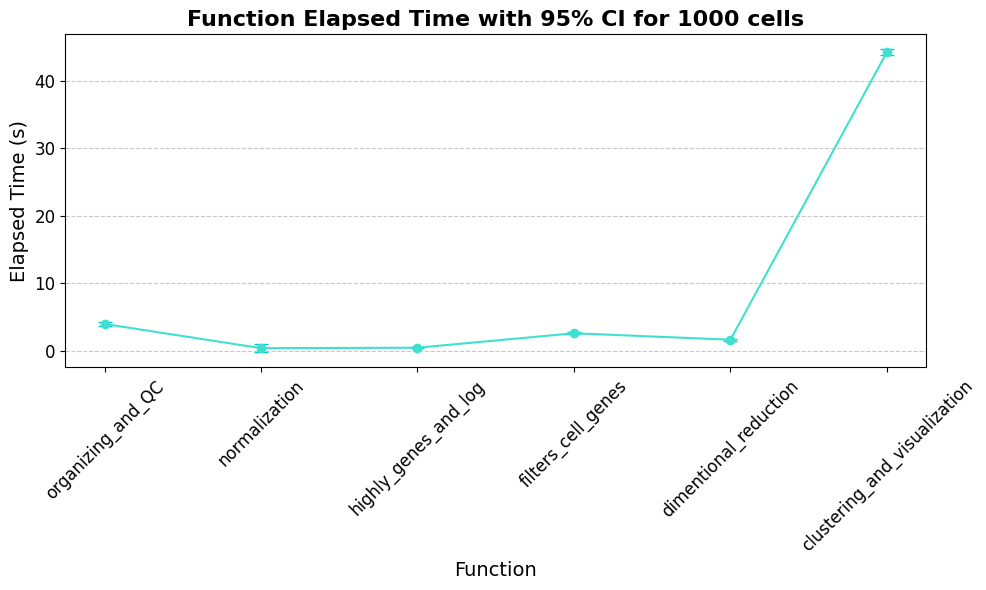 Function Elapsed Time with 95% CI for 1000 cells
Elapsed Time (s)
40
30
20
10
0
organizing_and_QC
normalization
highly_genes_and_log
filters_cell_genes
dimentional_reduction
clustering_and_visualization
Function